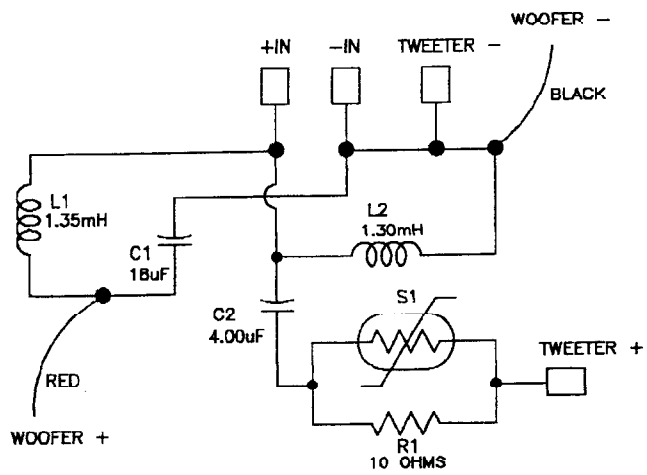 WOOFER –
+IN
–IN
TWEETER –
BLACK
L1
1.35mH
L2
1.30mH
C1
18uF
S1
C2
4.00uF
TWEETER +
RED
R1
10 OHMS
WOOFER +